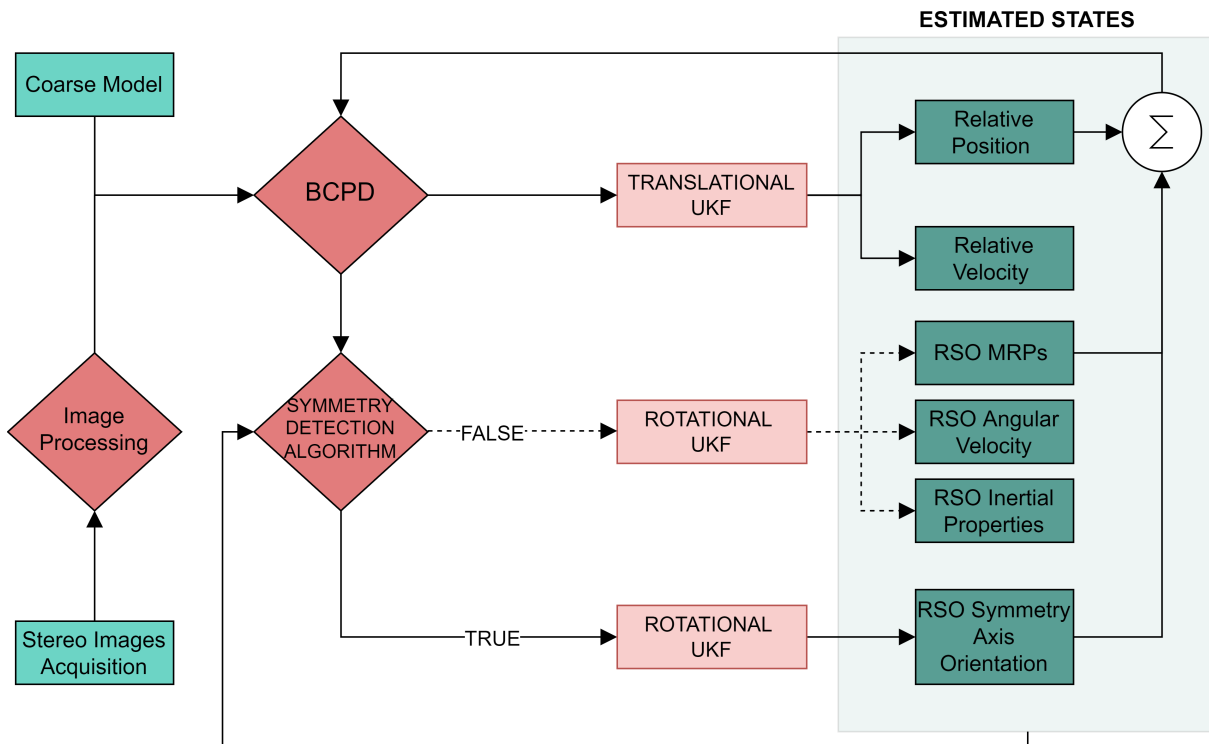 ESTIMATED STATES
Coarse Model
BCPD
TRANSLATIONAL
UKF
Relative
Position
∑
Relative
Velocity
Image
Processing
SYMMETRY
DETECTION
ALGORITHM
FALSE
ROTATIONAL
UKF
RSO MRPs
RSO Angular
Velocity
RSO Inertial
Properties
Stereo Images
Acquisition
TRUE
ROTATIONAL
UKF
RSO Symmetry
Axis
Orientation